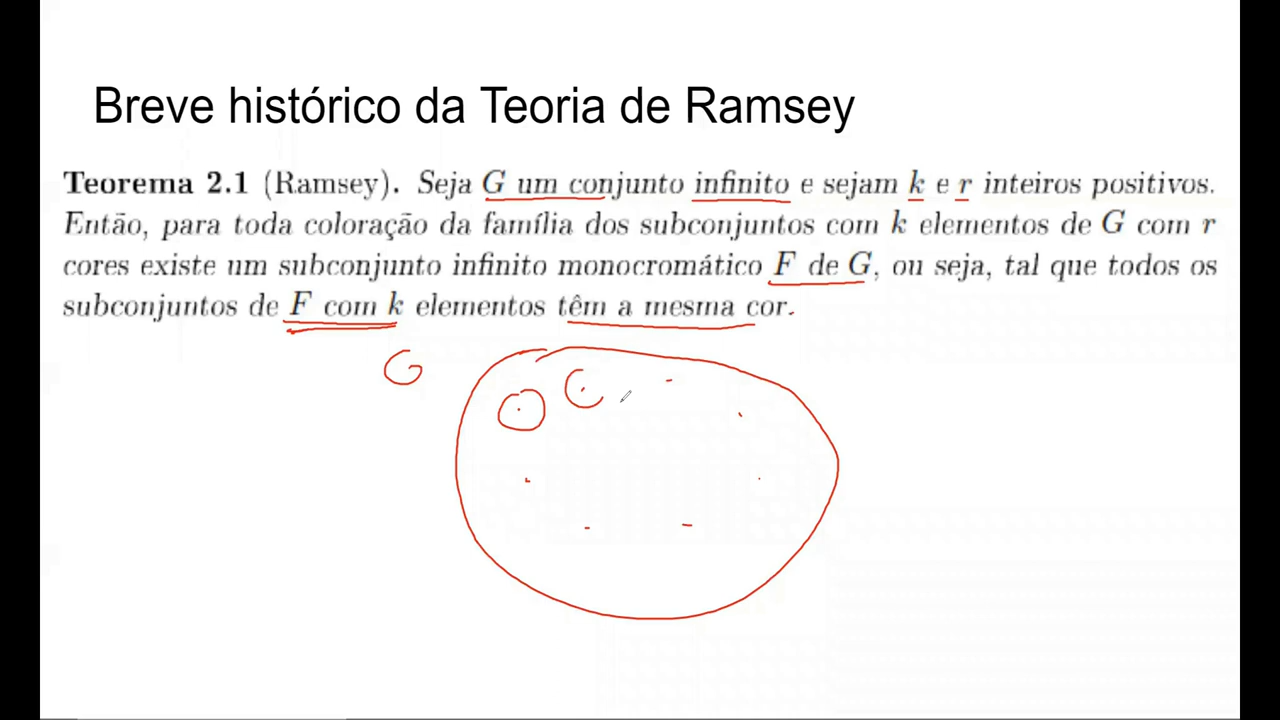 Breve histórico da Teoria de Ramsey
Teorema 2.1 (Ramsey). Seja G um conjunto infinito e sejam k e r inteiros positivos.
Então, para toda coloração da família dos subconjuntos com k elementos de G com r
cores existe um subconjunto infinito monocromático F de G, ou seja, tal que todos os
subconjuntos de F com k elementos têm a mesma cor.
G